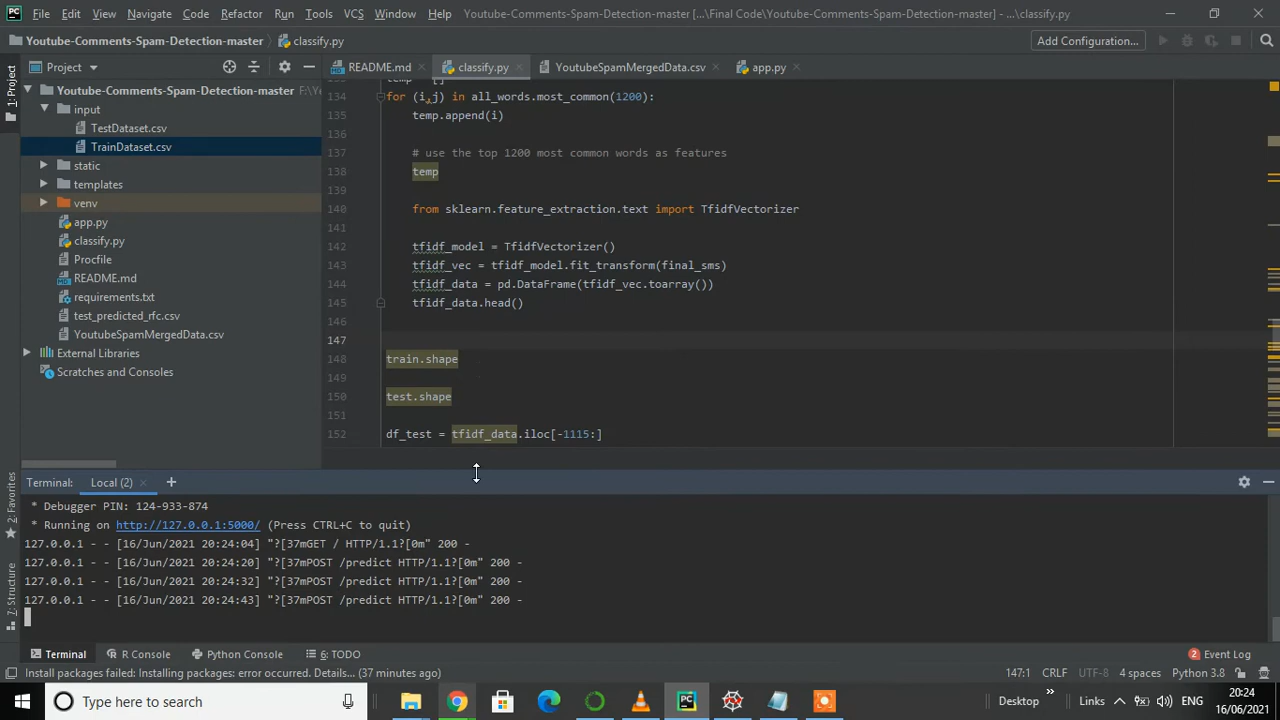 File Edit View Navigate Code Refactor Run Tools VCS Window Help Youtube-Comments-Spam-Detection-master [...\Final Code\Youtube-Comments-Spam-Detection-master] - ...\classify.py
Youtube-Comments-Spam-Detection-master classify.py Add Configuration...
Project README.md classify.py YoutubeSpamMergedData.csv app.py
1: Project
Youtube-Comments-Spam-Detection-master F:\Ye
input
TestDataset.csv
TrainDataset.csv
static
templates
venv
app.py
classify.py
Procfile
README.md
requirements.txt
test_predicted_rfc.csv
YoutubeSpamMergedData.csv
External Libraries
Scratches and Consoles
134 for (i,j) in all_words.most_common(1200):
135 temp.append(i)
136
137 # use the top 1200 most common words as features
138 temp
139
140 from sklearn.feature_extraction.text import TfidfVectorizer
141
142 tfidf_model = TfidfVectorizer()
143 tfidf_vec = tfidf_model.fit_transform(final_sms)
144 tfidf_data = pd.DataFrame(tfidf_vec.toarray())
145 tfidf_data.head()
146
147
148 train.shape
149
150 test.shape
151
152 df_test = tfidf_data.iloc[-1115:]
2: Favorites
7: Structure
Terminal: Local (2) +
* Debugger PIN: 124-933-874
* Running on http://127.0.0.1:5000/ (Press CTRL+C to quit)
127.0.0.1 - - [16/Jun/2021 20:24:04] "?[37mGET / HTTP/1.1?[0m" 200 -
127.0.0.1 - - [16/Jun/2021 20:24:20] "?[37mPOST /predict HTTP/1.1?[0m" 200 -
127.0.0.1 - - [16/Jun/2021 20:24:32] "?[37mPOST /predict HTTP/1.1?[0m" 200 -
127.0.0.1 - - [16/Jun/2021 20:24:43] "?[37mPOST /predict HTTP/1.1?[0m" 200 -
Terminal R Console Python Console 6: TODO 2 Event Log
Install packages failed: Installing packages: error occurred. Details... (37 minutes ago) 147:1 CRLF UTF-8 4 spaces Python 3.8
Type here to search Desktop Links ENG 20:24
16/06/2021